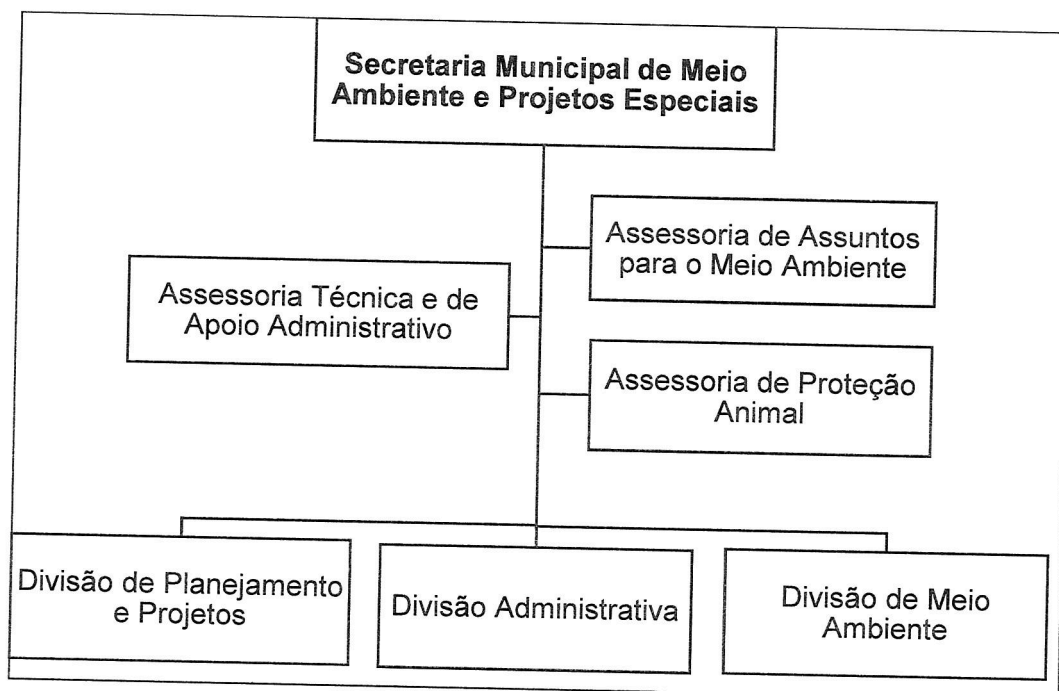 Secretaria Municipal de Meio
Ambiente e Projetos Especiais
Assessoria de Assuntos
para o Meio Ambiente
Assessoria Técnica e de
Apoio Administrativo
Assessoria de Proteção
Animal
Divisão de Planejamento
e Projetos
Divisão Administrativa
Divisão de Meio
Ambiente